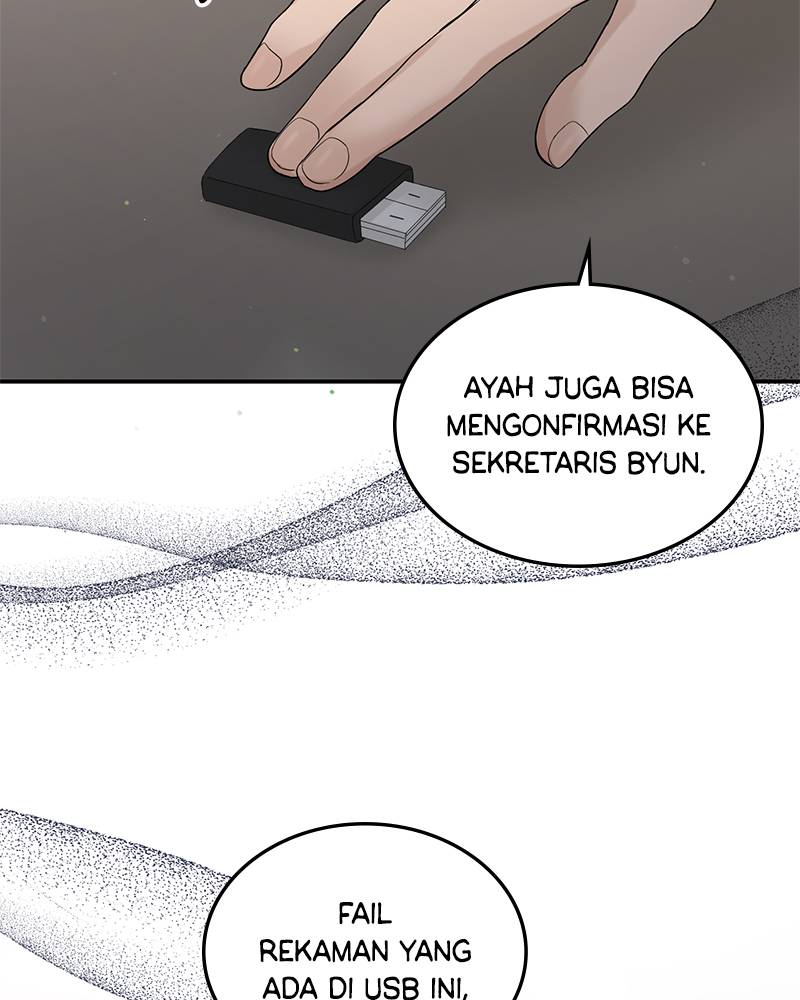 AYAH JUGA BISA
MENGONFIRMASI KE
SEKRETARIS BYUN.
FAIL
REKAMAN YANG
ADA DI USB INI,